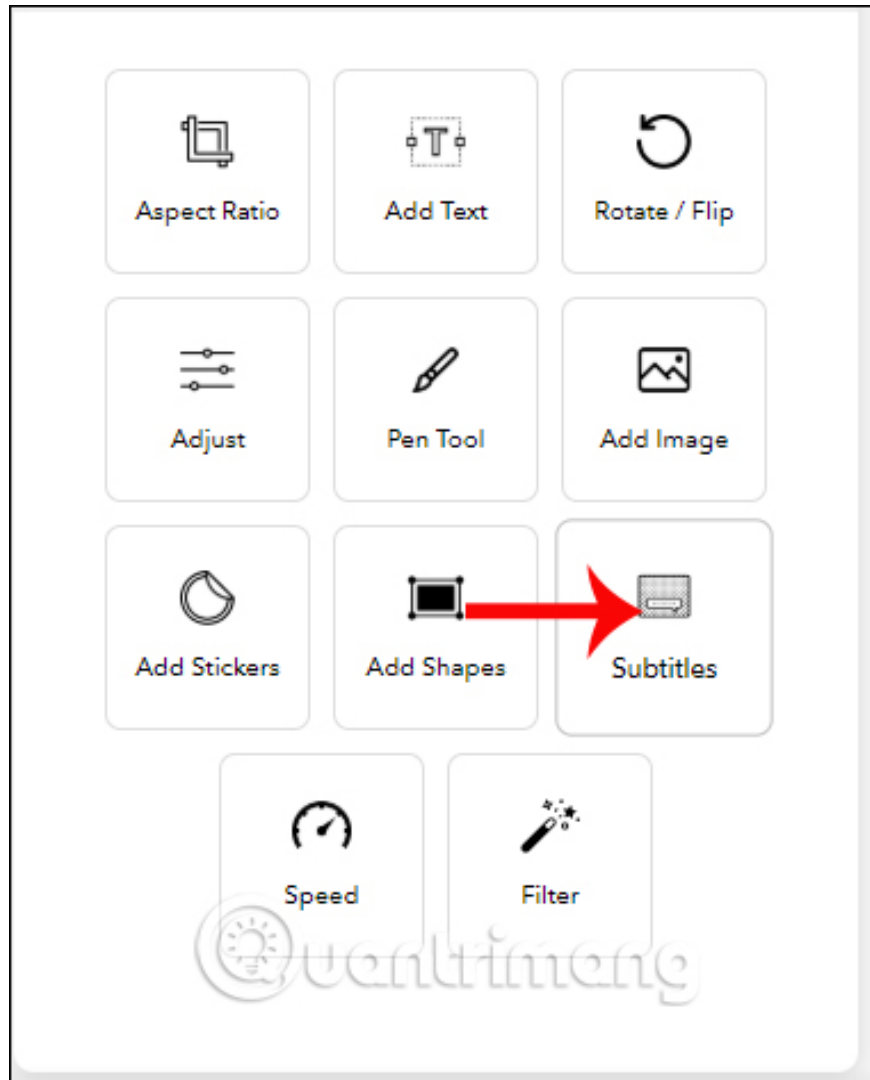 Aspect Ratio
Add Text
Rotate / Flip
Adjust
Pen Tool
Add Image
Add Stickers
Add Shapes
Subtitles
Speed
Filter
Quantrimang